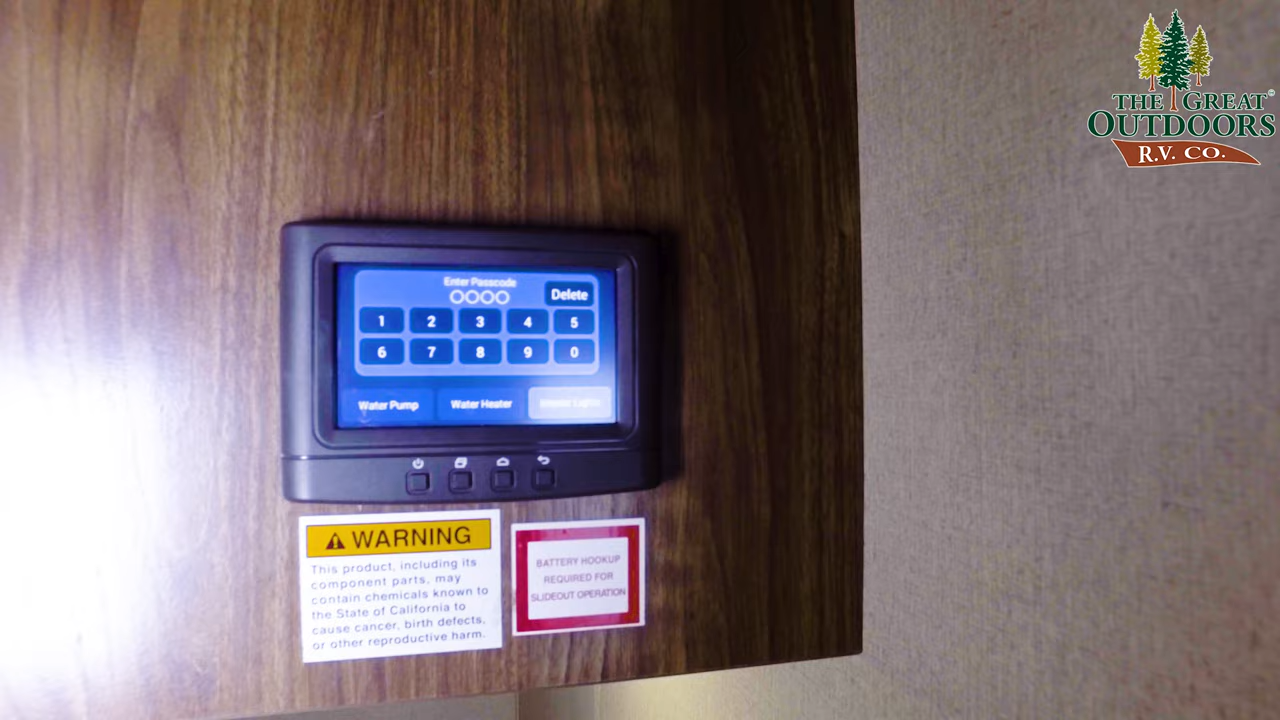 THE GREAT
OUTDOORS
R.V. CO.
Enter Passcode
Delete
1 2 3 4 5
6 7 8 9 0
Water Pump Water Heater
WARNING
This product, including its
component parts, may
contain chemicals known to
the State of California to
cause cancer, birth defects,
or other reproductive harm.
BATTERY HOOKUP
REQUIRED FOR
SLIDEOUT OPERATION